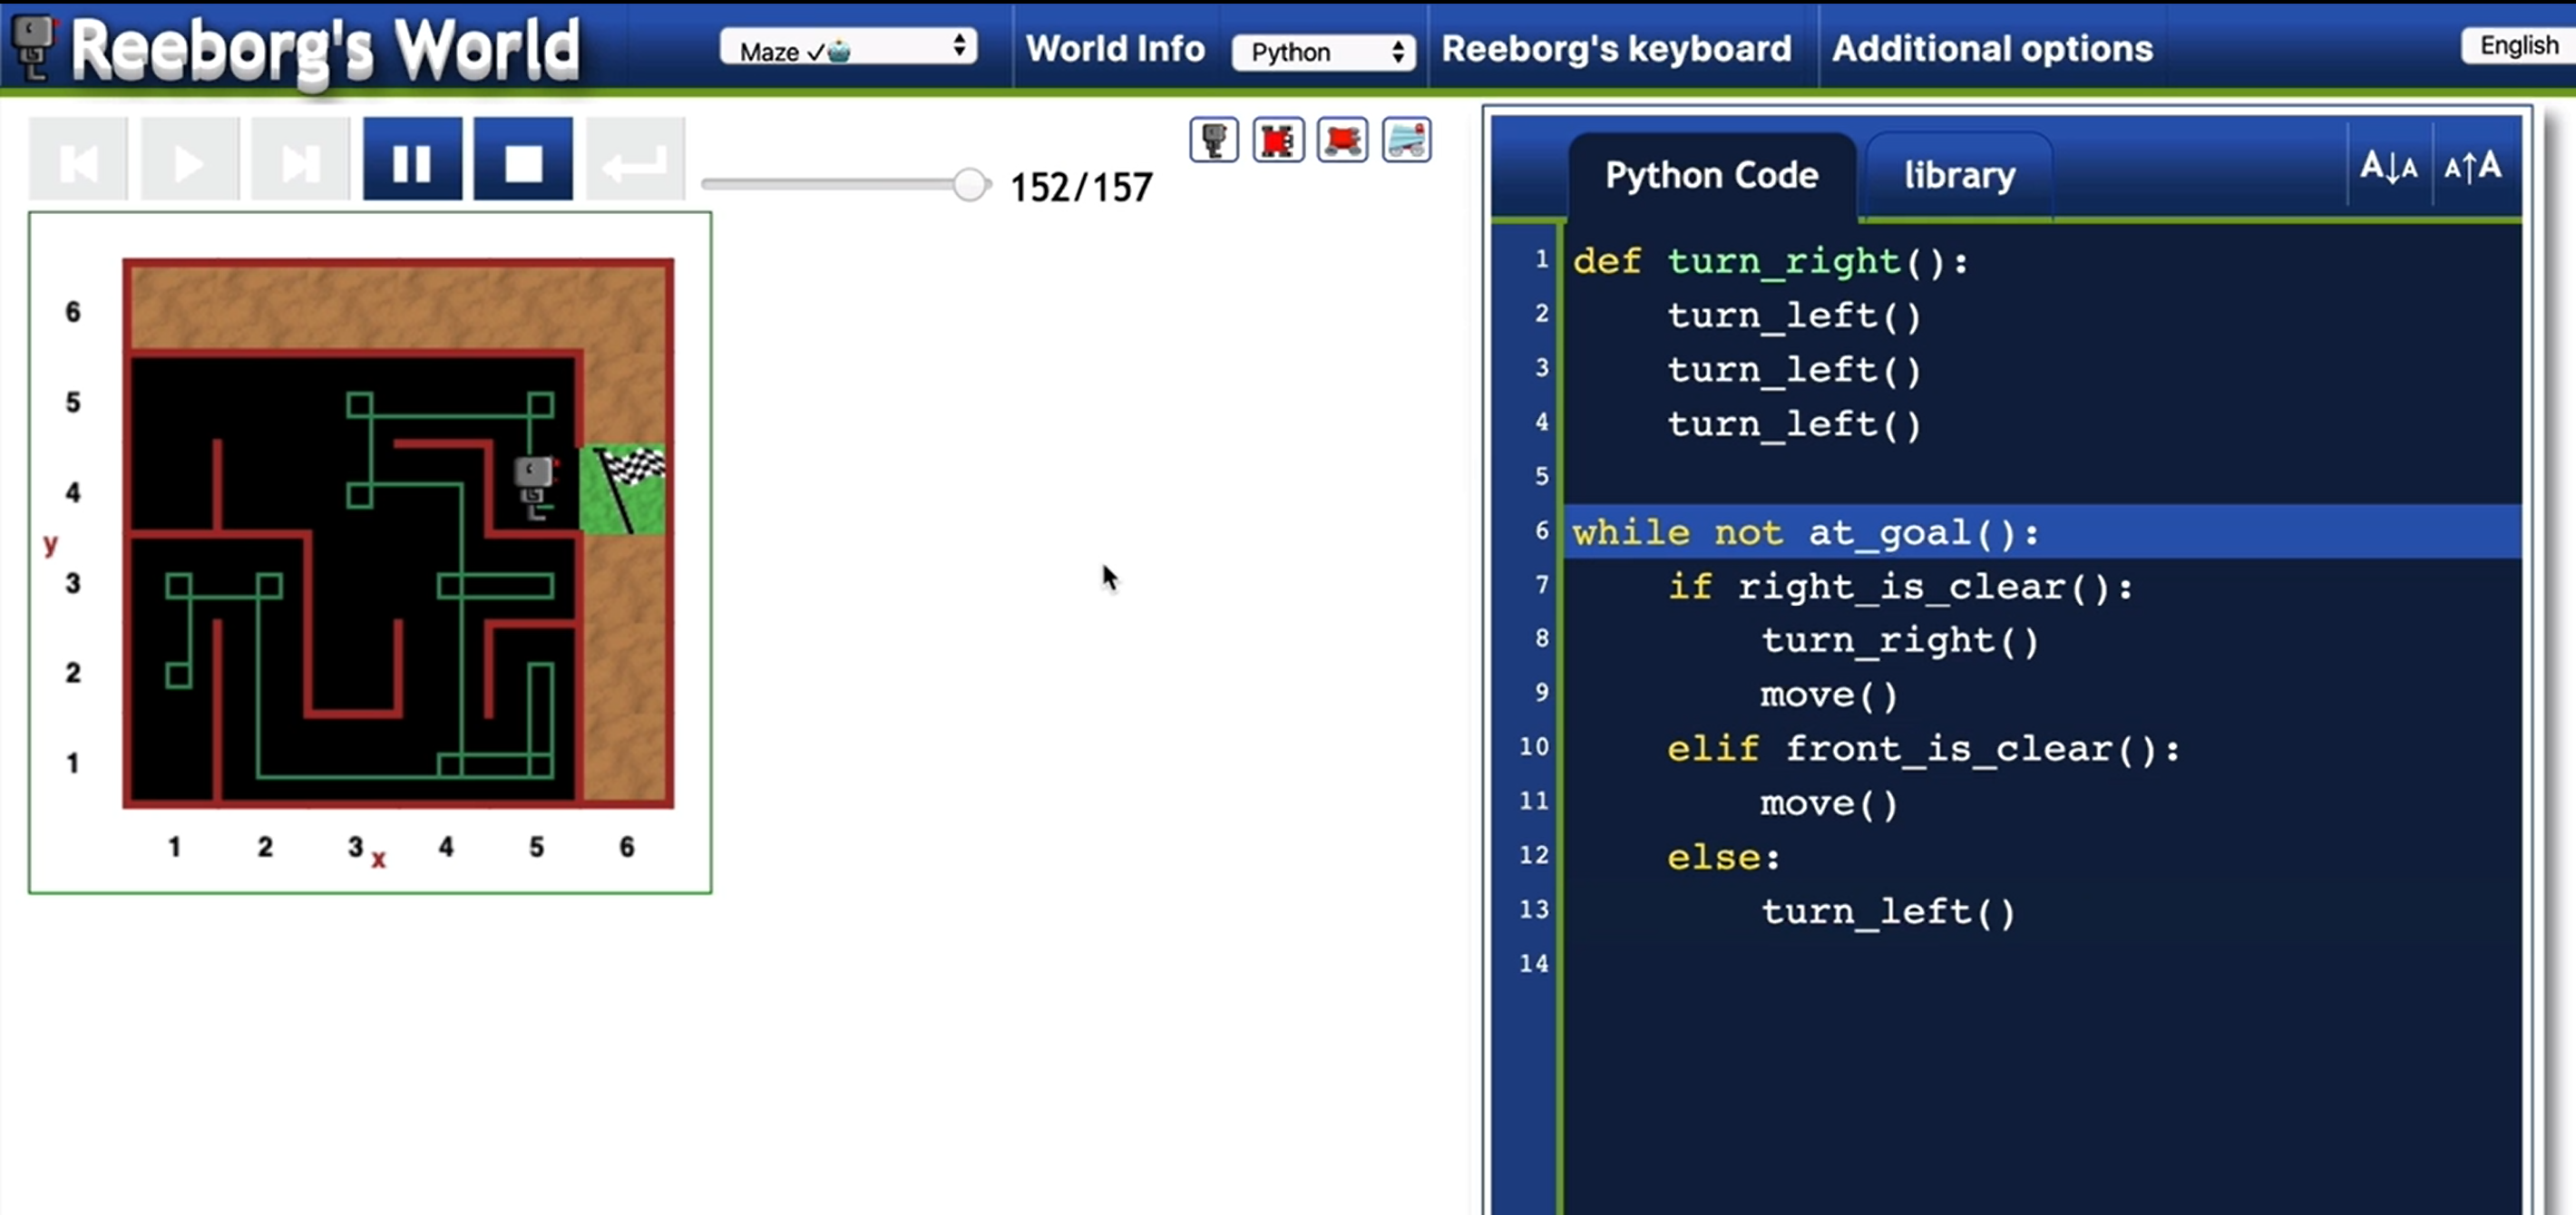 Reeborg's World
Maze ✓
World Info
Python
Reeborg's keyboard
Additional options
English
152/157
Python Code
library
A↓A
A↑A
6
5
4
y
3
2
1
1 2 3 x 4 5 6
1 def turn_right():
2     turn_left()
3     turn_left()
4     turn_left()
5
6 while not at_goal():
7     if right_is_clear():
8         turn_right()
9         move()
10     elif front_is_clear():
11         move()
12     else:
13         turn_left()
14